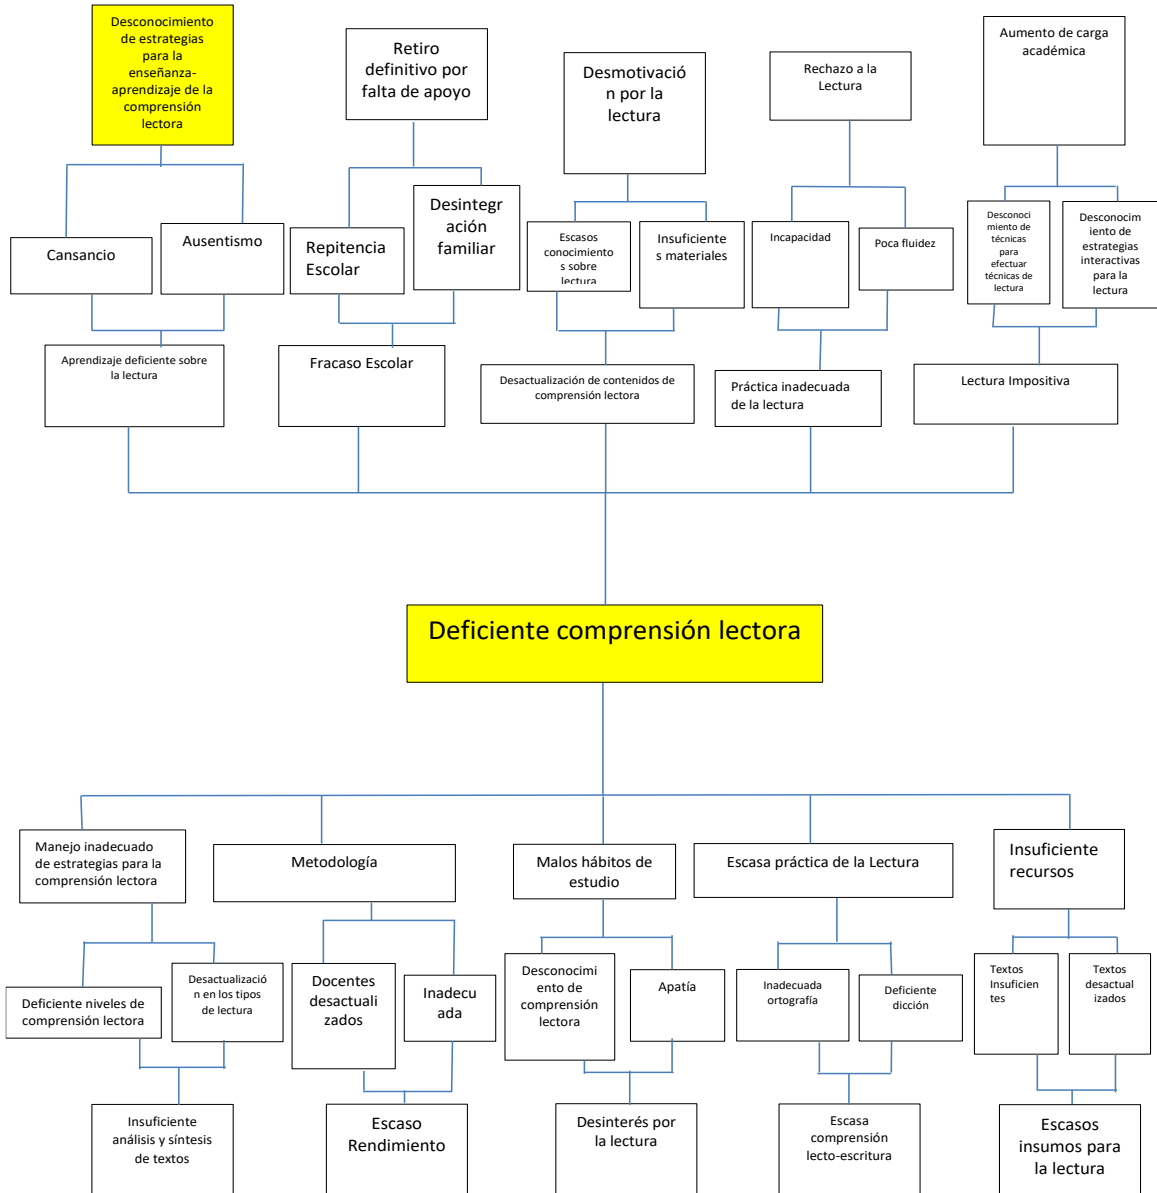 Desconocimiento
de estrategias
para la
enseñanza-
aprendizaje de la
comprensión
lectora
Retiro
definitivo por
falta de apoyo
Desmotivació
n por la
lectura
Rechazo a la
Lectura
Aumento de carga
académica
Cansancio
Ausentismo
Repitencia
Escolar
Desintegr
ación
familiar
Escasos
conocimiento
s sobre
lectura
Insuficiente
s materiales
Incapacidad
Poca fluidez
Desconoc
imiento de
técnicas
para
efectuar
técnicas de
lectura
Desconocim
iento de
estrategias
interactivas
para la
lectura
Aprendizaje deficiente sobre
la lectura
Fracaso Escolar
Desactualización de contenidos de
comprensión lectora
Práctica inadecuada
de la lectura
Lectura Impositiva
Deficiente comprensión lectora
Manejo inadecuado
de estrategias para la
comprensión lectora
Metodología
Malos hábitos de
estudio
Escasa práctica de la Lectura
Insuficiente
recursos
Deficiente niveles de
comprensión lectora
Desactualizació
n en los tipos
de lectura
Docentes
desactuali
zados
Inadecu
ada
Desconocimi
ento de
comprensión
lectora
Apatía
Inadecuada
ortografía
Deficiente
dicción
Textos
Insuficien
tes
Textos
desactual
izados
Insuficiente
análisis y síntesis
de textos
Escaso
Rendimiento
Desinterés por
la lectura
Escasa
comprensión
lecto-escritura
Escasos
insumos para
la lectura